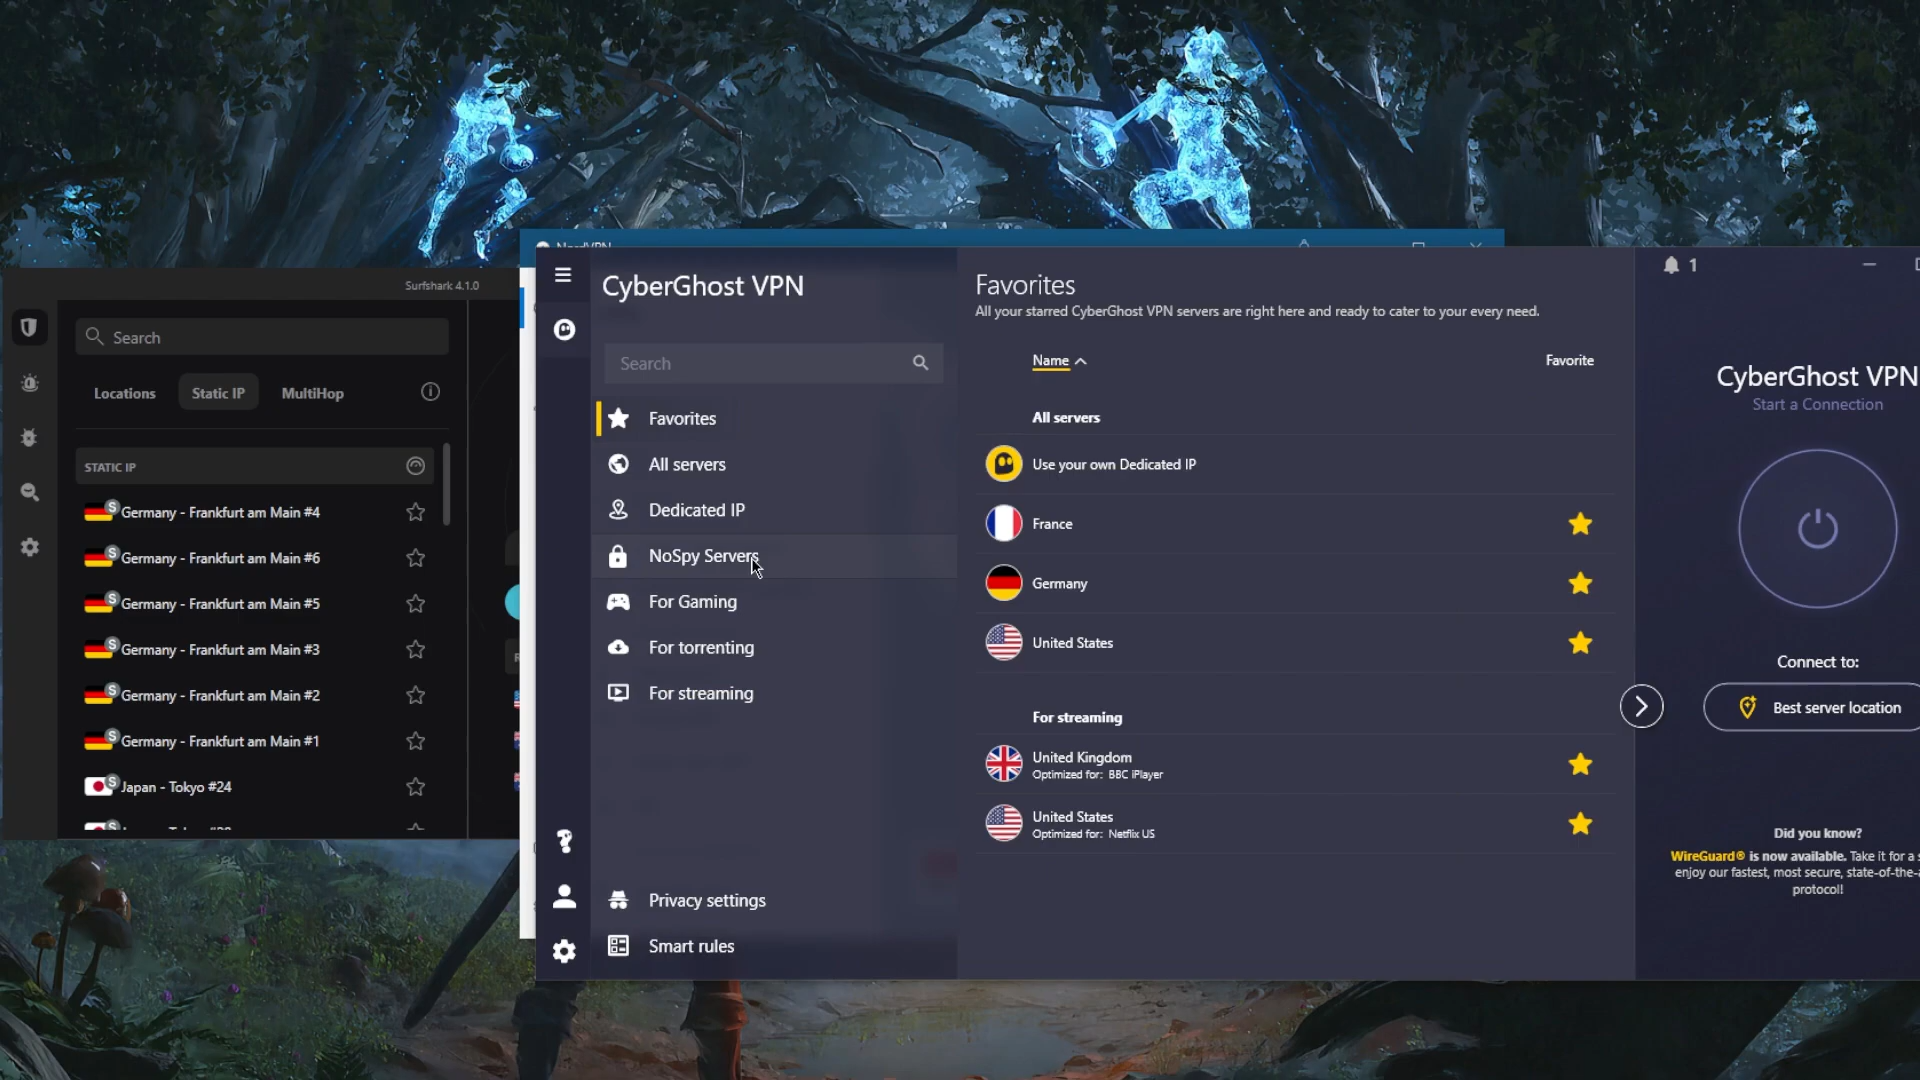 Surfshark 4.1.0
Search
Locations
Static IP
MultiHop
STATIC IP
Germany - Frankfurt am Main #4
Germany - Frankfurt am Main #6
Germany - Frankfurt am Main #5
Germany - Frankfurt am Main #3
Germany - Frankfurt am Main #2
Germany - Frankfurt am Main #1
Japan - Tokyo #24
NordVPN
CyberGhost VPN
Search
Favorites
All servers
Dedicated IP
NoSpy Servers
For Gaming
For torrenting
For streaming
Privacy settings
Smart rules
Favorites
All your starred CyberGhost VPN servers are right here and ready to cater to your every need.
Name
Favorite
All servers
Use your own Dedicated IP
France
Germany
United States
For streaming
United Kingdom
Optimized for: BBC iPlayer
United States
Optimized for: Netflix US
1
CyberGhost VPN
Start a Connection
Connect to:
Best server location
Did you know?
WireGuard® is now available. Take it for a s
enjoy our fastest, most secure, state-of-the-a
protocol!